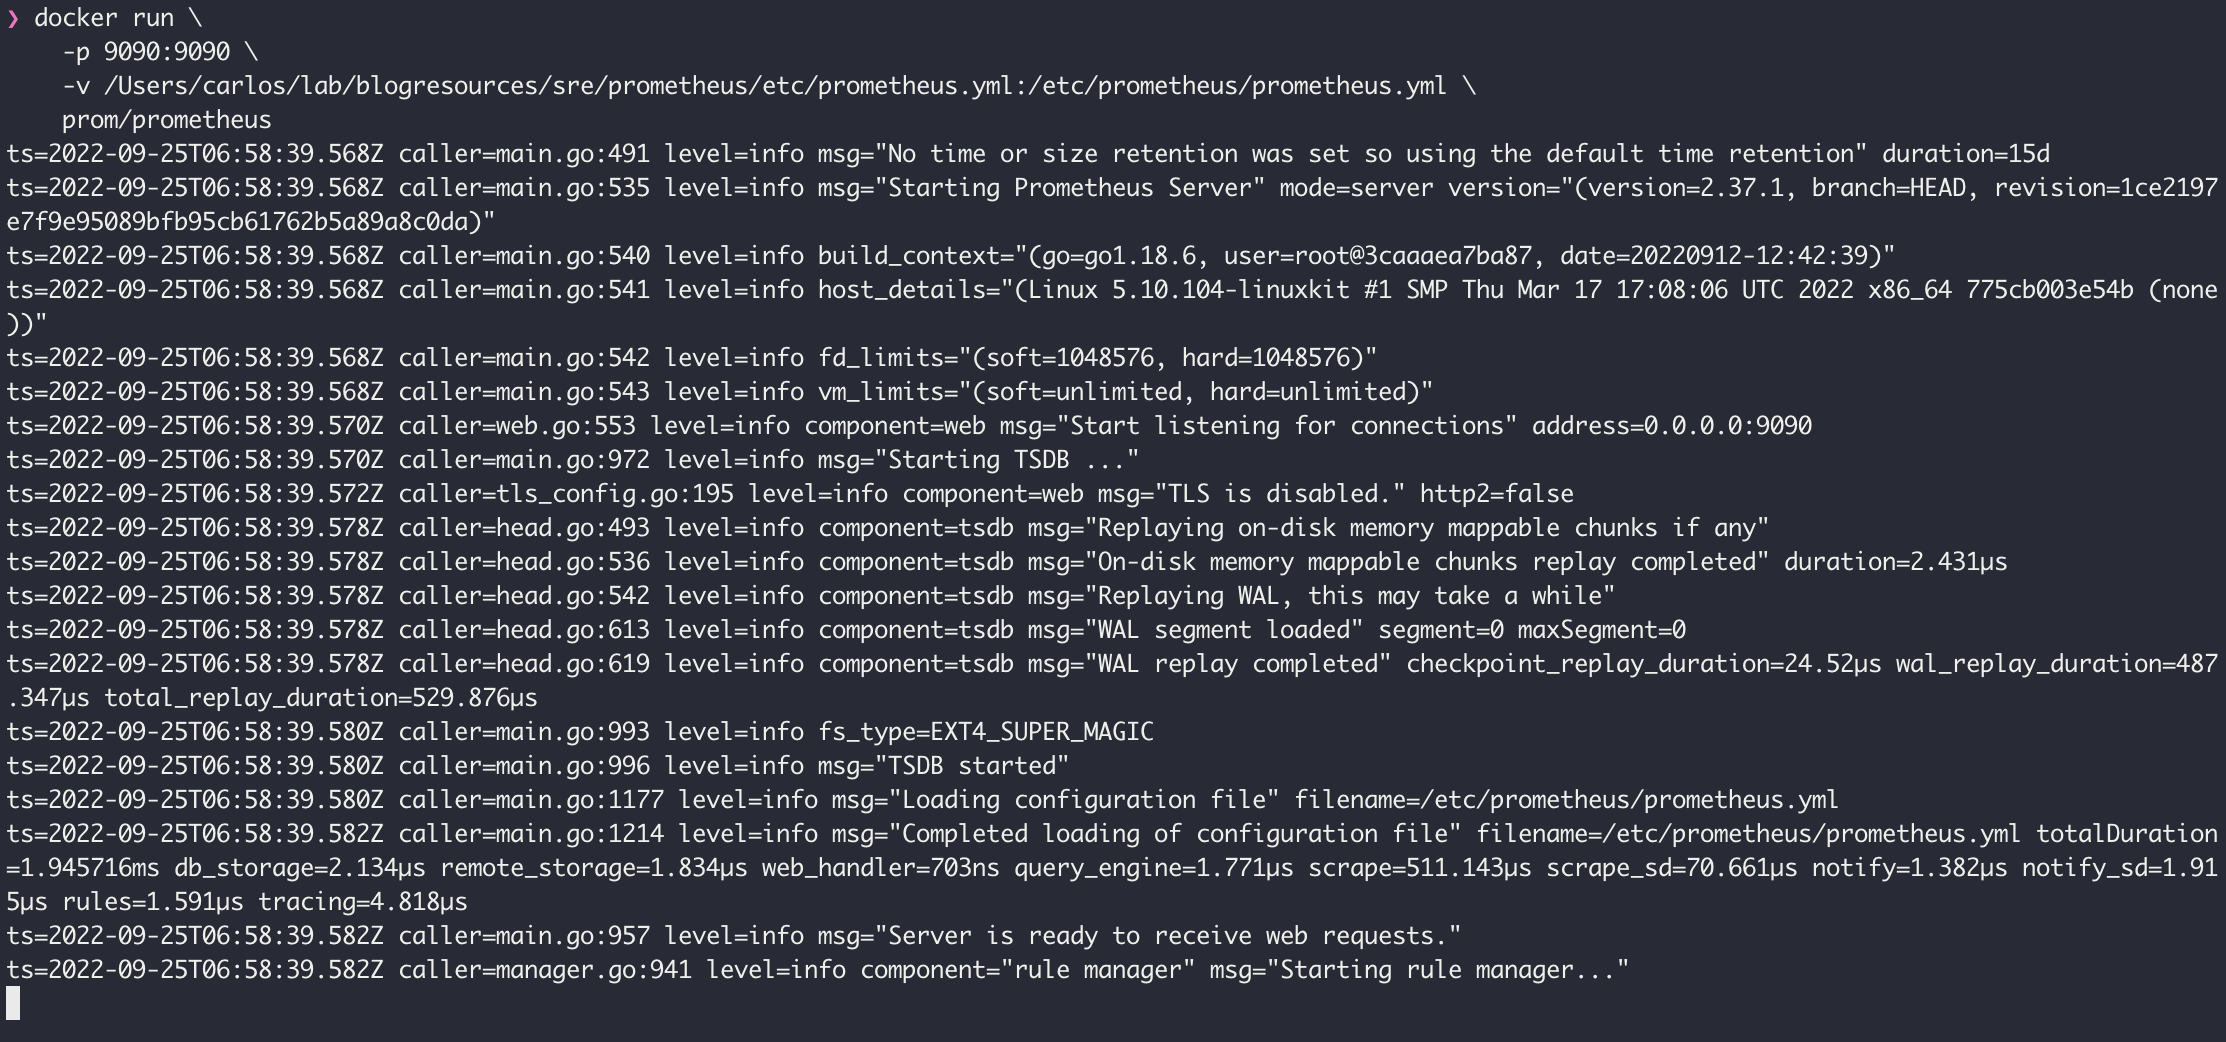 ❯ docker run \
    -p 9090:9090 \
    -v /Users/carlos/lab/blogresources/sre/prometheus/etc/prometheus.yml:/etc/prometheus/prometheus.yml \
    prom/prometheus
ts=2022-09-25T06:58:39.568Z caller=main.go:491 level=info msg="No time or size retention was set so using the default time retention" duration=15d
ts=2022-09-25T06:58:39.568Z caller=main.go:535 level=info msg="Starting Prometheus Server" mode=server version="(version=2.37.1, branch=HEAD, revision=1ce2197
e7f9e95089bfb95cb61762b5a89a8c0da)"
ts=2022-09-25T06:58:39.568Z caller=main.go:540 level=info build_context="(go=go1.18.6, user=root@3caaaea7ba87, date=20220912-12:42:39)"
ts=2022-09-25T06:58:39.568Z caller=main.go:541 level=info host_details="(Linux 5.10.104-linuxkit #1 SMP Thu Mar 17 17:08:06 UTC 2022 x86_64 775cb003e54b (none
))"
ts=2022-09-25T06:58:39.568Z caller=main.go:542 level=info fd_limits="(soft=1048576, hard=1048576)"
ts=2022-09-25T06:58:39.568Z caller=main.go:543 level=info vm_limits="(soft=unlimited, hard=unlimited)"
ts=2022-09-25T06:58:39.570Z caller=web.go:553 level=info component=web msg="Start listening for connections" address=0.0.0.0:9090
ts=2022-09-25T06:58:39.570Z caller=main.go:972 level=info msg="Starting TSDB ..."
ts=2022-09-25T06:58:39.572Z caller=tls_config.go:195 level=info component=web msg="TLS is disabled." http2=false
ts=2022-09-25T06:58:39.578Z caller=head.go:493 level=info component=tsdb msg="Replaying on-disk memory mappable chunks if any"
ts=2022-09-25T06:58:39.578Z caller=head.go:536 level=info component=tsdb msg="On-disk memory mappable chunks replay completed" duration=2.431µs
ts=2022-09-25T06:58:39.578Z caller=head.go:542 level=info component=tsdb msg="Replaying WAL, this may take a while"
ts=2022-09-25T06:58:39.578Z caller=head.go:613 level=info component=tsdb msg="WAL segment loaded" segment=0 maxSegment=0
ts=2022-09-25T06:58:39.578Z caller=head.go:619 level=info component=tsdb msg="WAL replay completed" checkpoint_replay_duration=24.52µs wal_replay_duration=487
.347µs total_replay_duration=529.876µs
ts=2022-09-25T06:58:39.580Z caller=main.go:993 level=info fs_type=EXT4_SUPER_MAGIC
ts=2022-09-25T06:58:39.580Z caller=main.go:996 level=info msg="TSDB started"
ts=2022-09-25T06:58:39.580Z caller=main.go:1177 level=info msg="Loading configuration file" filename=/etc/prometheus/prometheus.yml
ts=2022-09-25T06:58:39.582Z caller=main.go:1214 level=info msg="Completed loading of configuration file" filename=/etc/prometheus/prometheus.yml totalDuration
=1.945716ms db_storage=2.134µs remote_storage=1.834µs web_handler=703ns query_engine=1.771µs scrape=511.143µs scrape_sd=70.661µs notify=1.382µs notify_sd=1.91
5µs rules=1.591µs tracing=4.818µs
ts=2022-09-25T06:58:39.582Z caller=main.go:957 level=info msg="Server is ready to receive web requests."
ts=2022-09-25T06:58:39.582Z caller=manager.go:941 level=info component="rule manager" msg="Starting rule manager..."